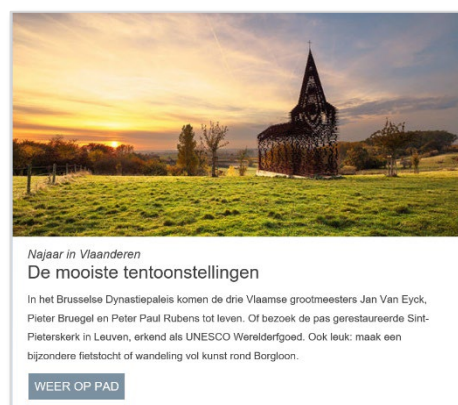 Najaar in Vlaanderen
De mooiste tentoonstellingen
In het Brusselse Dynastiepaleis komen de drie Vlaamse grootmeesters Jan Van Eyck,
Pieter Bruegel en Peter Paul Rubens tot leven. Of bezoek de pas gerestaureerde Sint-
Pieterskerk in Leuven, erkend als UNESCO Werelderfgoed. Ook leuk: maak een
bijzondere fietstocht of wandeling vol kunst rond Borgloon.
WEER OP PAD